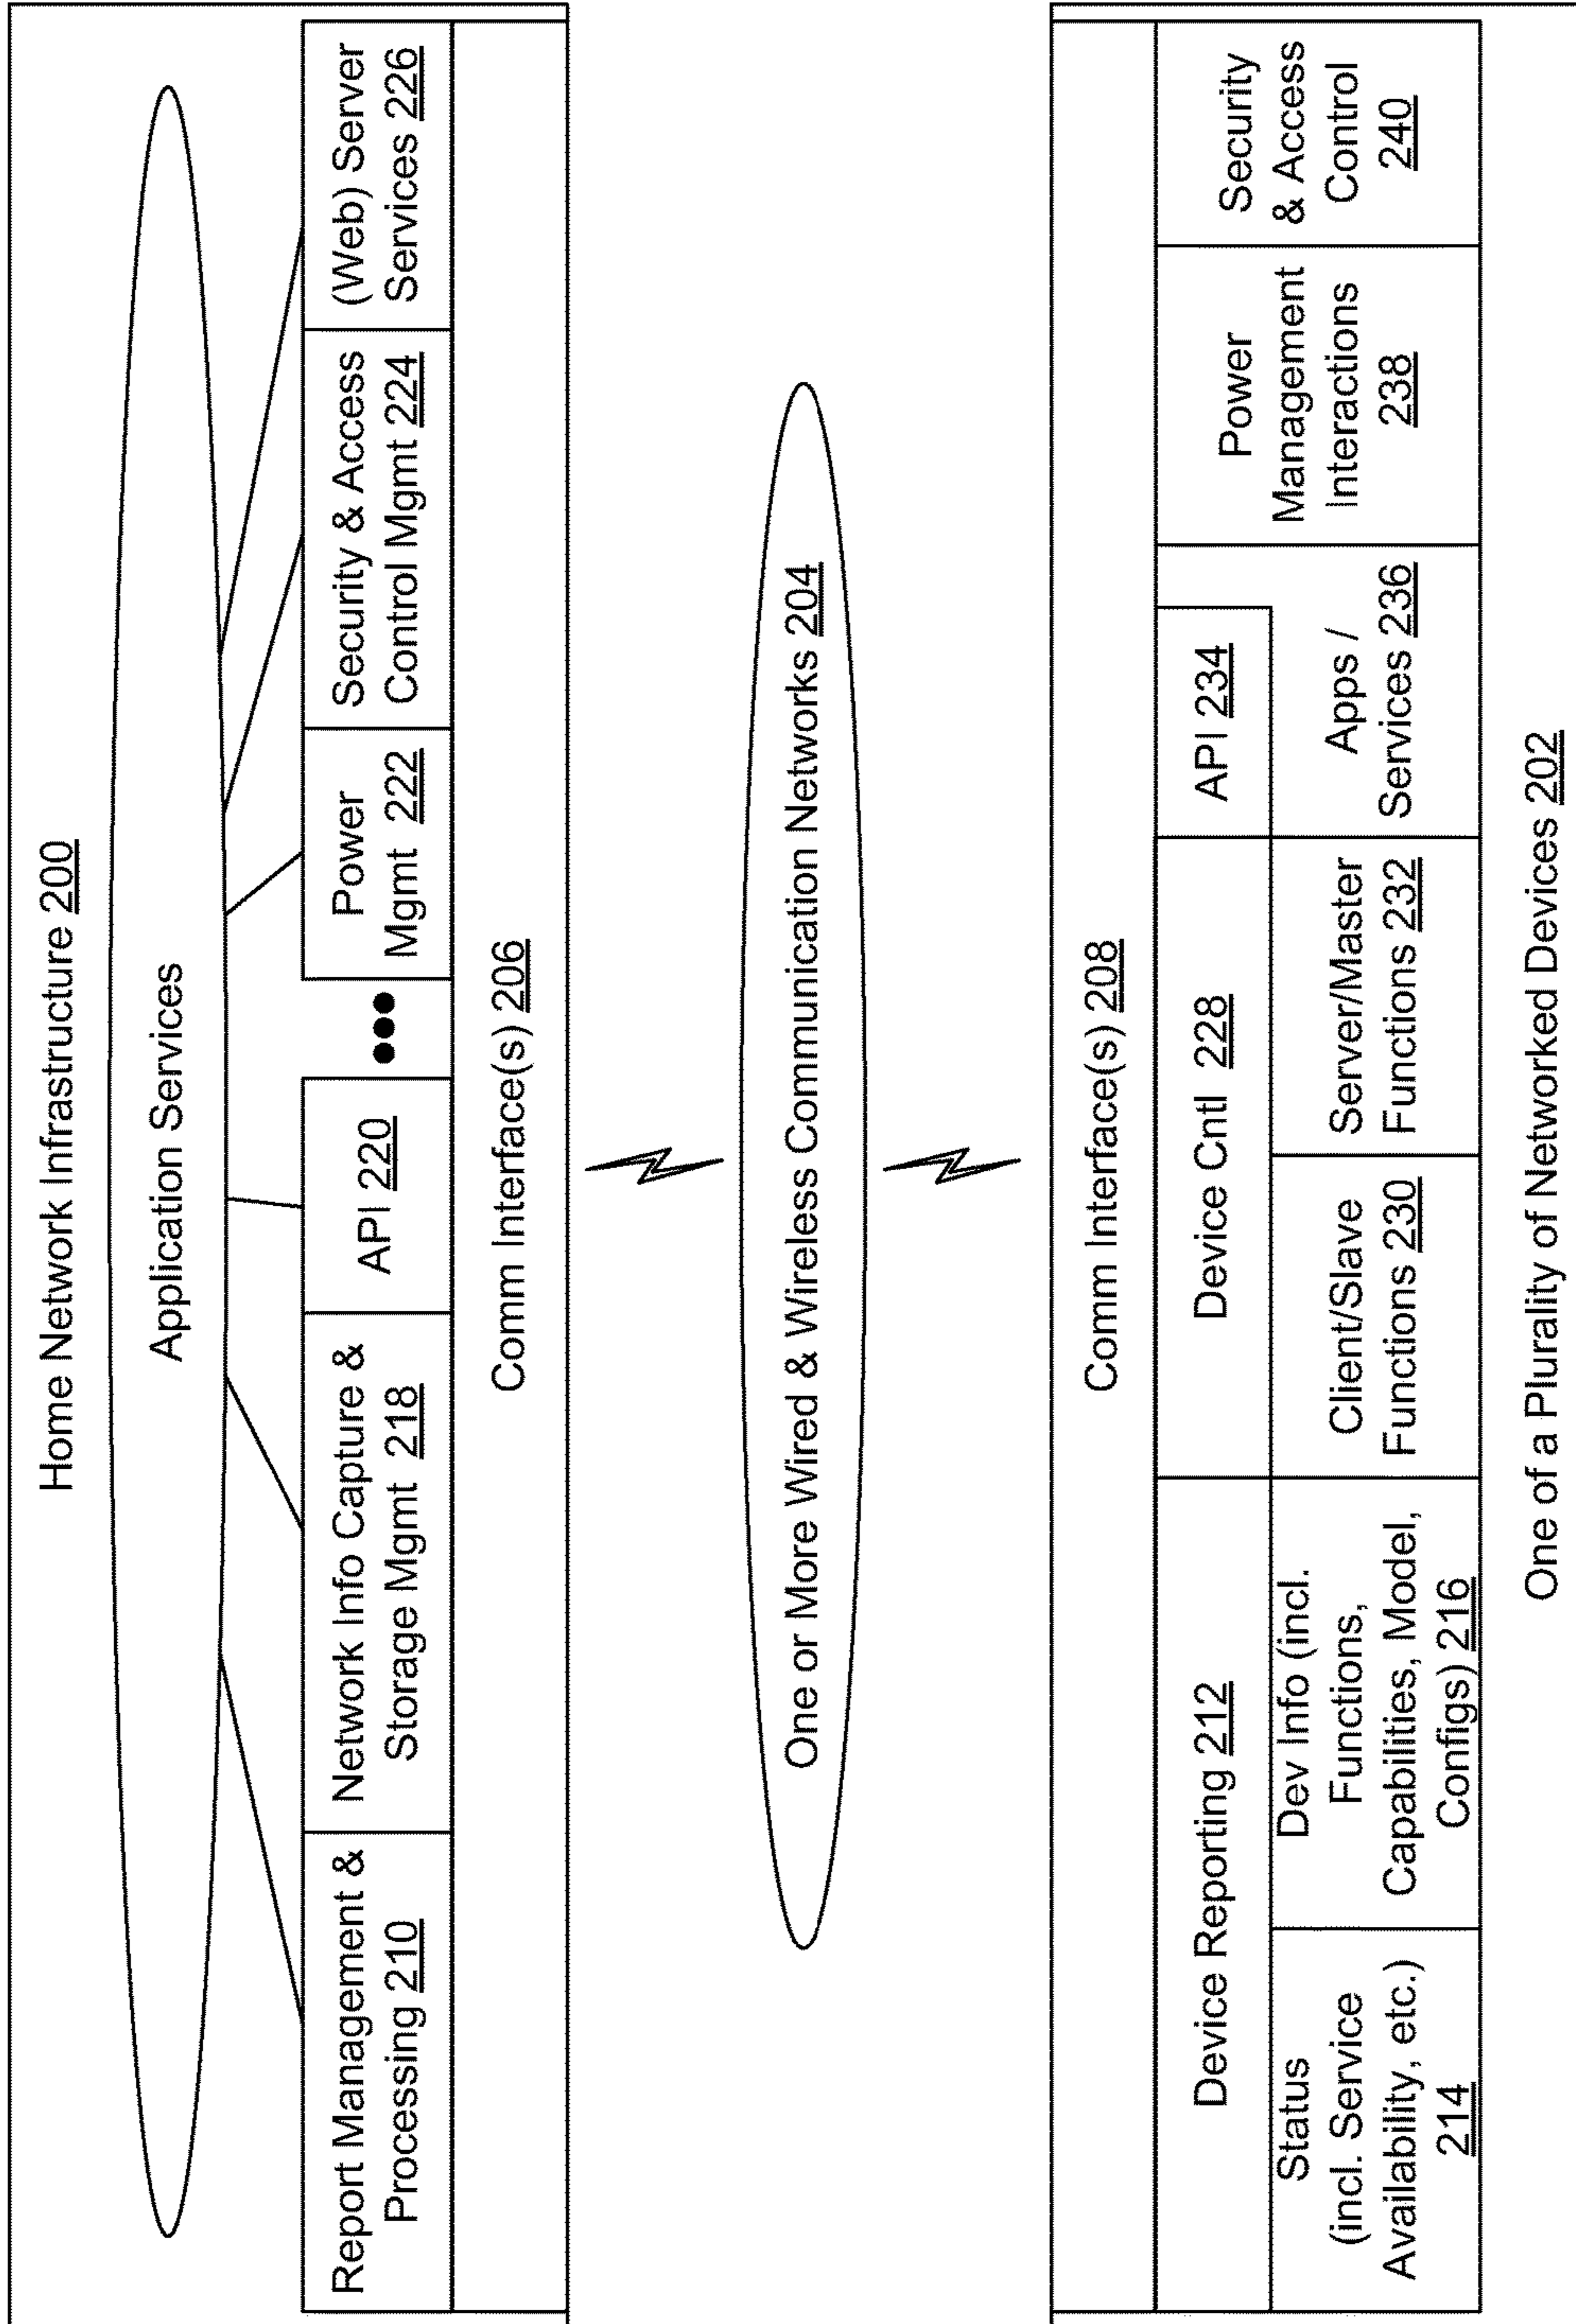 Home Network Infrastructure 200
Application Services
Report Management &
Processing 210
Network Info Capture &
Storage Mgmt 218
API 220
Power
Mgmt 222
Security & Access
Control Mgmt 224
(Web) Server
Services 226
Comm Interface(s) 206
One or More Wired & Wireless Communication Networks 204
Comm Interface(s) 208
Device Reporting 212
Status
(incl. Service
Availability, etc.)
214
Dev Info (incl.
Functions,
Capabilities, Model,
Configs) 216
Device Cntl 228
Client/Slave
Functions 230
Server/Master
Functions 232
API 234
Apps /
Services 236
Power
Management
Interactions
238
Security
& Access
Control
240
One of a Plurality of Networked Devices 202